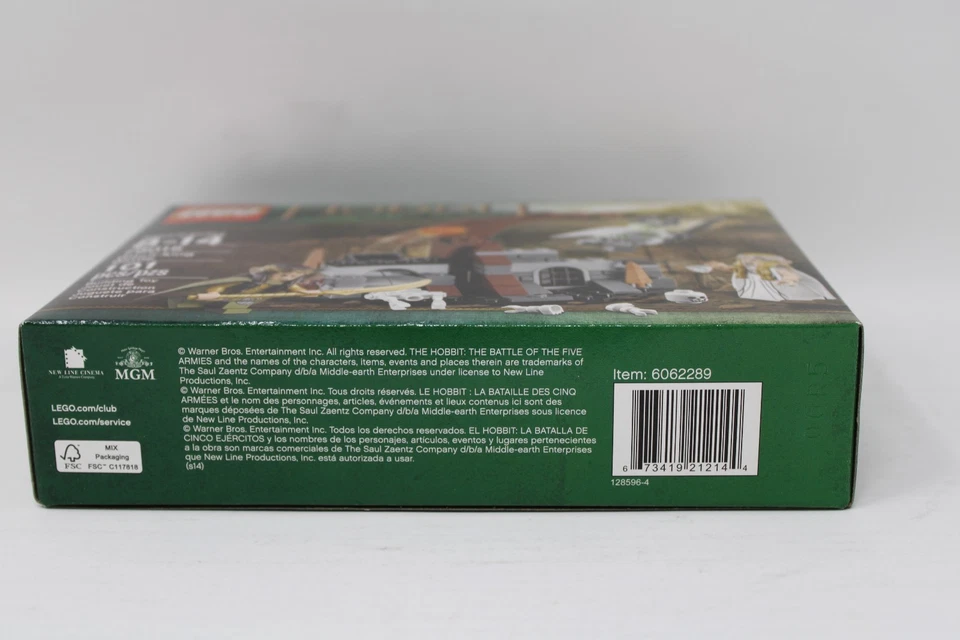 8-14
101
© Warner Bros. Entertainment Inc. All rights reserved. THE HOBBIT: THE BATTLE OF THE FIVE
ARMIES and the names of the characters, items, events and places therein are trademarks of
The Saul Zaentz Company d/b/a Middle-earth Enterprises under license to New Line
Productions, Inc.
© Warner Bros. Entertainment Inc. Tous droits réservés. LE HOBBIT : LA BATAILLE DES CINQ
ARMÉES et le nom des personnages, articles, événements et lieux contenus ici sont des
marques déposées de The Saul Zaentz Company d/b/a Middle-earth Enterprises sous licence
de New Line Productions, Inc.
© Warner Bros. Entertainment Inc. Todos los derechos reservados. EL HOBBIT: LA BATALLA DE
CINCO EJÉRCITOS y los nombres de los personajes, artículos, eventos y lugares pertenecientes
a la obra son marcas comerciales de The Saul Zaentz Company d/b/a Middle-earth Enterprises
que New Line Productions, Inc. está autorizada a usar.
(s14)
NEW LINE CINEMA
MGM
LEGO.com/club
LEGO.com/service
FSC
MIX
Packaging
FSC™ C117818
Item: 6062289
6 73419 21214 4
128596-4